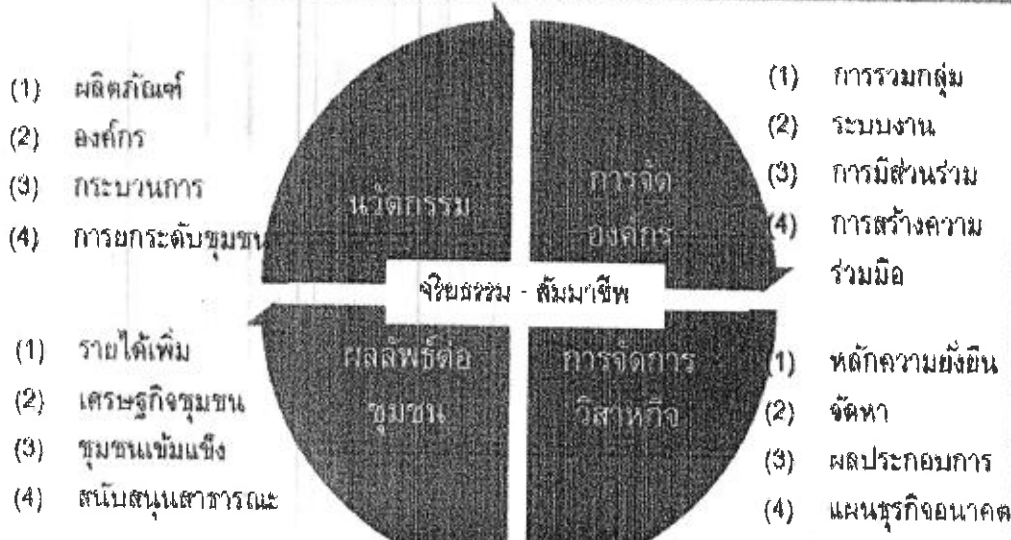 (1) ผลิตภัณฑ์
(2) องค์กร
(3) กระบวนการ
(4) การยกระดับชุมชน
นวัตกรรม
การจัด
องค์กร
(1) การรวมกลุ่ม
(2) ระบบงาน
(3) การมีส่วนร่วม
(4) การสร้างความ
ร่วมมือ
จริยธรรม - สัมมาชีพ
(1) รายได้เพิ่ม
(2) เศรษฐกิจชุมชน
(3) ชุมชนเข้มแข็ง
(4) สนับสนุนสาธารณะ
ผลลัพธ์ต่อ
ชุมชน
การจัดการ
วิสาหกิจ
(1) หลักความยั่งยืน
(2) จัดหา
(3) ผลประกอบการ
(4) แผนธุรกิจอนาคต